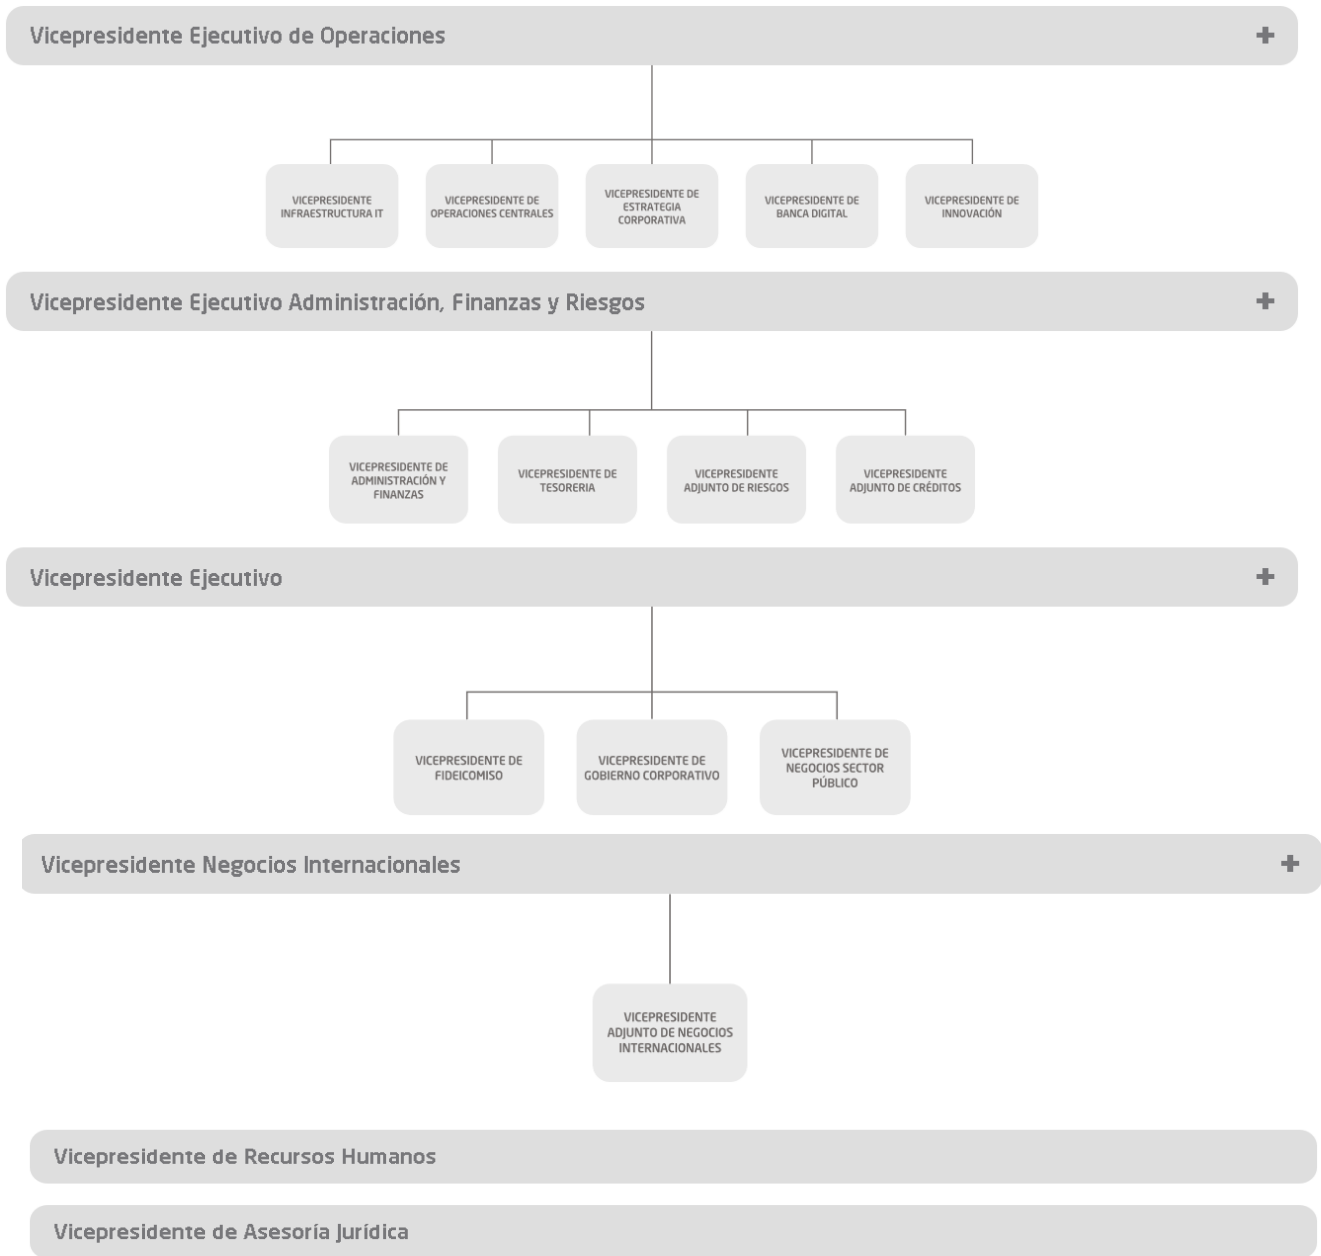 Vicepresidente Ejecutivo de Operaciones +
VICEPRESIDENTE
INFRAESTRUCTURA IT
VICEPRESIDENTE DE
OPERACIONES CENTRALES
VICEPRESIDENTE DE
ESTRATEGIA
CORPORATIVA
VICEPRESIDENTE DE
BANCA DIGITAL
VICEPRESIDENTE DE
INNOVACIÓN
Vicepresidente Ejecutivo Administración, Finanzas y Riesgos +
VICEPRESIDENTE DE
ADMINISTRACIÓN Y
FINANZAS
VICEPRESIDENTE DE
TESORERIA
VICEPRESIDENTE
ADJUNTO DE RIESGOS
VICEPRESIDENTE
ADJUNTO DE CRÉDITOS
Vicepresidente Ejecutivo +
VICEPRESIDENTE DE
FIDEICOMISO
VICEPRESIDENTE DE
GOBIERNO CORPORATIVO
VICEPRESIDENTE DE
NEGOCIOS SECTOR
PÚBLICO
Vicepresidente Negocios Internacionales +
VICEPRESIDENTE
ADJUNTO DE NEGOCIOS
INTERNACIONALES
Vicepresidente de Recursos Humanos
Vicepresidente de Asesoría Jurídica